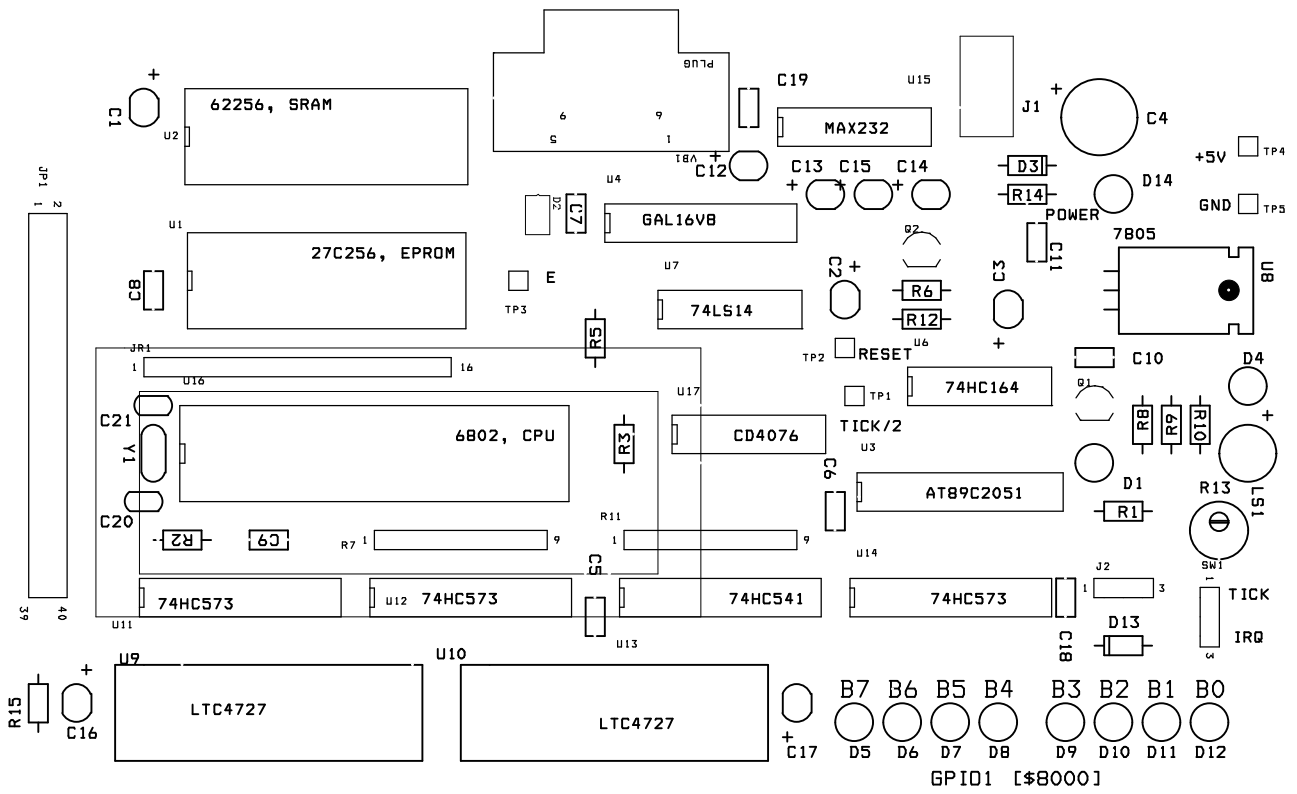 PLUG
6
9
5
1
VB1
C19
U15
MAX232
J1
+
C4
+
C1
U2
62256, SRAM
+
C12
+5V
TP4
D3
C13
+
C15
+
C14
+
R14
D14
POWER
GND
TP5
JP1
1
2
U4
GAL16V8
D2
C7
Q2
C11
7805
U8
U1
27C256, EPROM
C8
TP3
E
U7
74LS14
C2
+
R6
R12
C3
+
R5
TP2
RESET
U6
74HC164
C10
D4
Q1
JR1
1
16
U16
C21
Y1
6802, CPU
R3
U17
CD4076
TP1
TICK/2
R8
R9
R10
+
LS1
U3
AT89C2051
C6
D1
R1
R13
C20
R2
C9
R7
1
9
R11
1
9
U14
SW1
C5
J2
1
3
1
TICK
IRQ
3
74HC573
U11
U12
74HC573
74HC541
U13
74HC573
C18
D13
39
40
U9
LTC4727
U10
LTC4727
R15
+
C16
+
C17
B7
B6
B5
B4
B3
B2
B1
B0
D5
D6
D7
D8
D9
D10
D11
D12
GPIO1 [$8000]